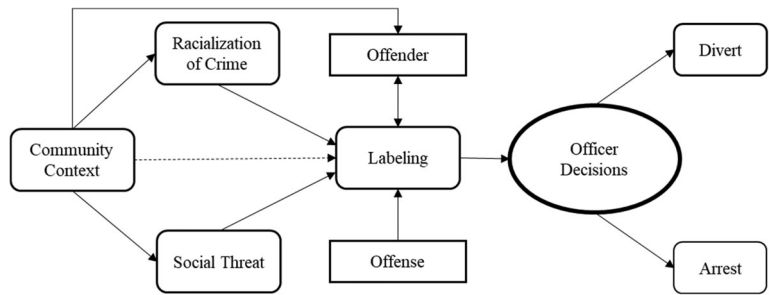 Racialization
of Crime
Offender
Divert
Community
Context
Labeling
Officer
Decisions
Social Threat
Offense
Arrest